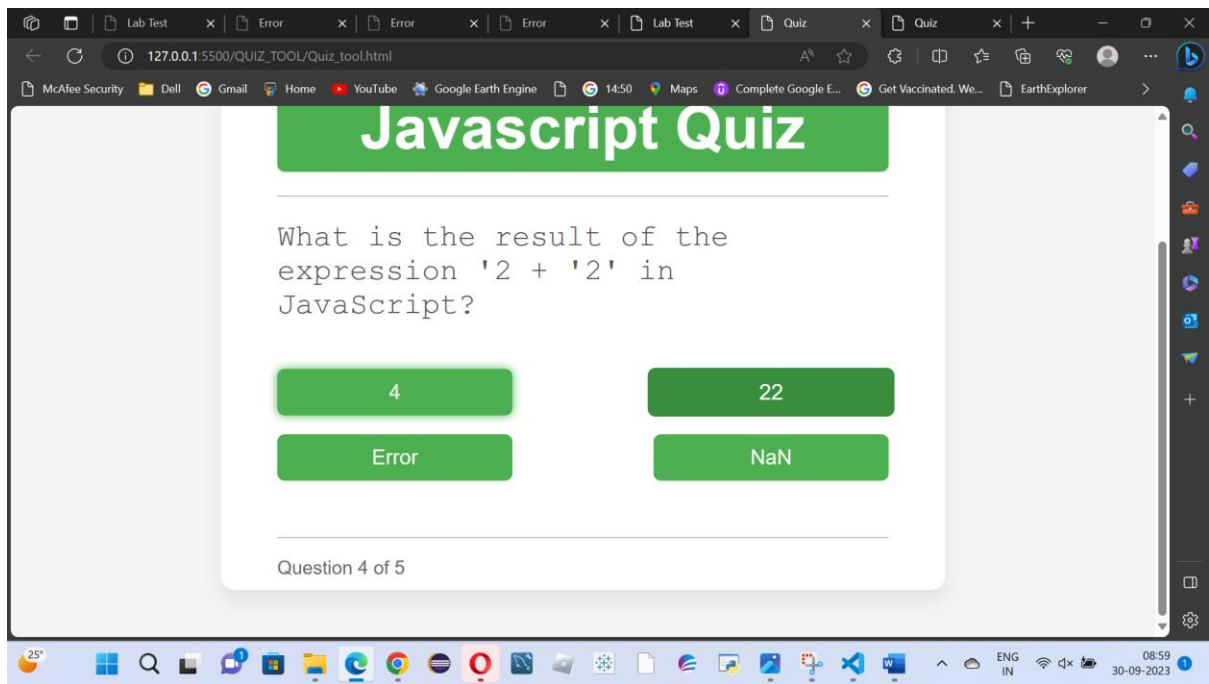 Lab Test
Error
Error
Error
Lab Test
Quiz
Quiz
127.0.0.1:5500/QUIZ_TOOL/Quiz_tool.html
McAfee Security Dell Gmail Home YouTube Google Earth Engine 14:50 Maps Complete Google E... Get Vaccinated. We... EarthExplorer
Javascript Quiz
What is the result of the
expression '2 + '2' in
JavaScript?
4
22
Error
NaN
Question 4 of 5
25°
ENG
IN
08:59
30-09-2023
1
1